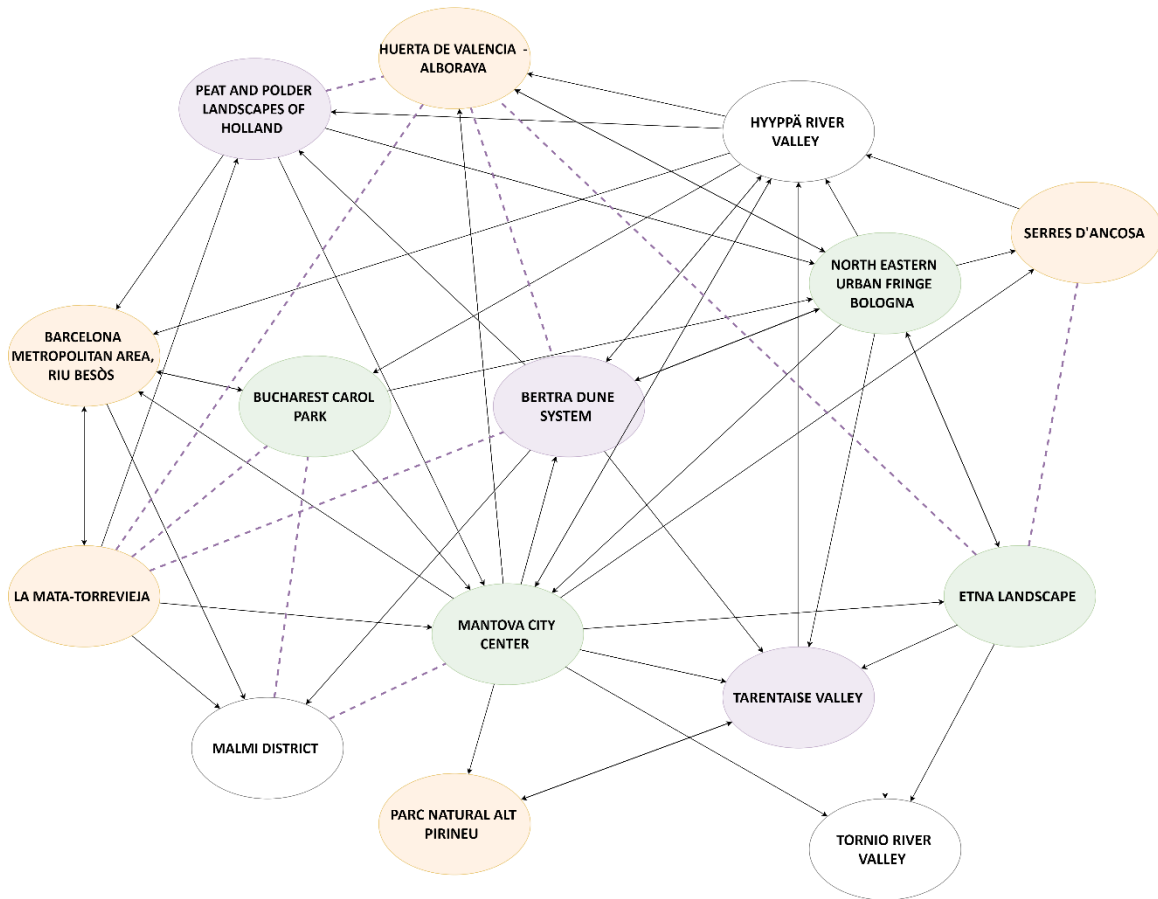 HUERTA DE VALENCIA -
ALBORAYA
PEAT AND POLDER
LANDSCAPES OF
HOLLAND
HYYPPÄ RIVER
VALLEY
SERRES D'ANCOSA
NORTH EASTERN
URBAN FRINGE
BOLOGNA
BARCELONA
METROPOLITAN AREA,
RIU BESÒS
BUCHAREST CAROL
PARK
BERTRA DUNE
SYSTEM
LA MATA-TORREVIEJA
MANTOVA CITY
CENTER
ETNA LANDSCAPE
TARENTAISE VALLEY
MALMI DISTRICT
PARC NATURAL ALT
PIRINEU
TORNIO RIVER
VALLEY